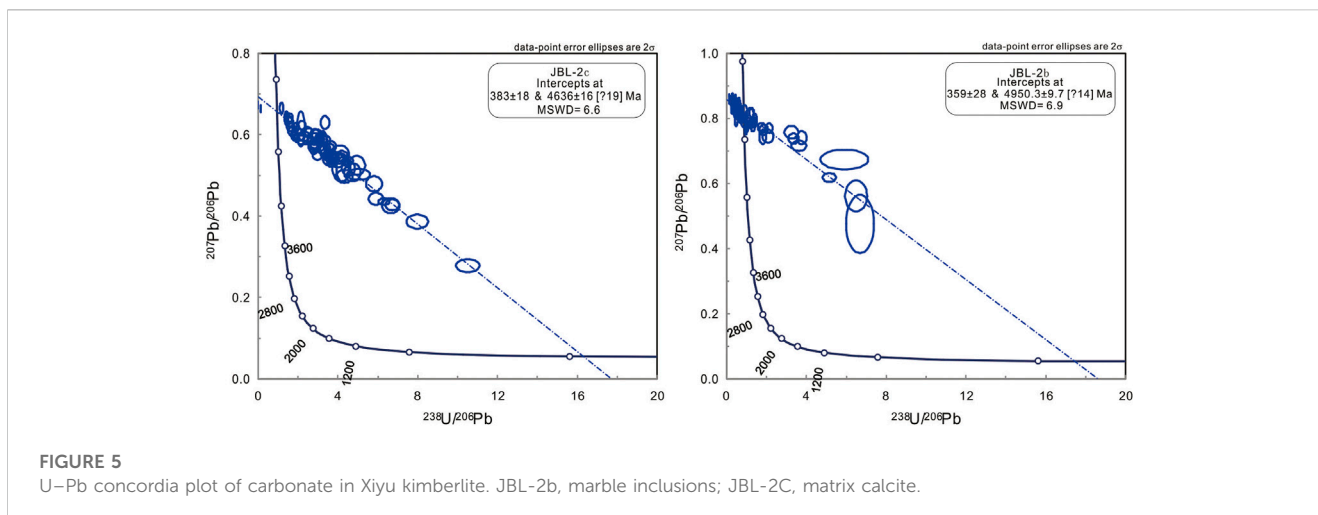 data-point error ellipses are 2σ
JBL-2c
Intercepts at
383±18 & 4636±16 [?19] Ma
MSWD= 6.6
0.8
0.6
0.4
0.2
0.0
²⁰⁷Pb/²⁰⁶Pb
3600
2800
2000
1200
0 4 8 12 16 20
²³⁸U/²⁰⁶Pb
data-point error ellipses are 2σ
JBL-2b
Intercepts at
359±28 & 4950.3±9.7 [?14] Ma
MSWD= 6.9
1.0
0.8
0.6
0.4
0.2
0.0
²⁰⁷Pb/²⁰⁶Pb
3600
2800
2000
1200
0 4 8 12 16 20
²³⁸U/²⁰⁶Pb
FIGURE 5
U–Pb concordia plot of carbonate in Xiyu kimberlite. JBL-2b, marble inclusions; JBL-2C, matrix calcite.